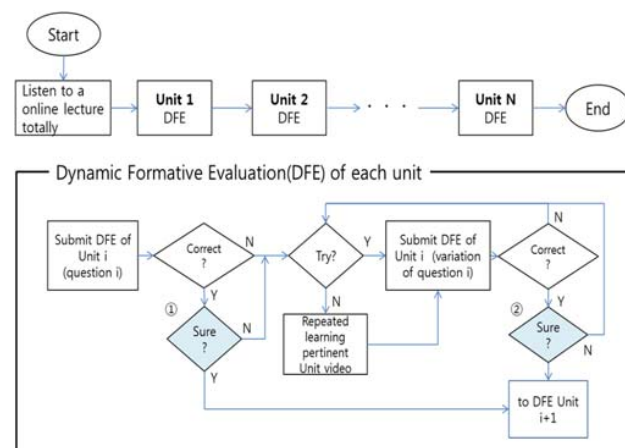 Start
Listen to a
online lecture
totally
Unit 1
DFE
Unit 2
DFE
· · ·
Unit N
DFE
End
Dynamic Formative Evaluation(DFE) of each unit
Submit DFE of
Unit i
(question i)
Correct
?
N
Y
①
Sure
?
N
Y
Try?
Y
N
Repeated
learning
pertinent
Unit video
Submit DFE of
Unit i (variation
of question i)
N
Correct
?
Y
②
Sure
?
N
Y
to DFE Unit
i+1